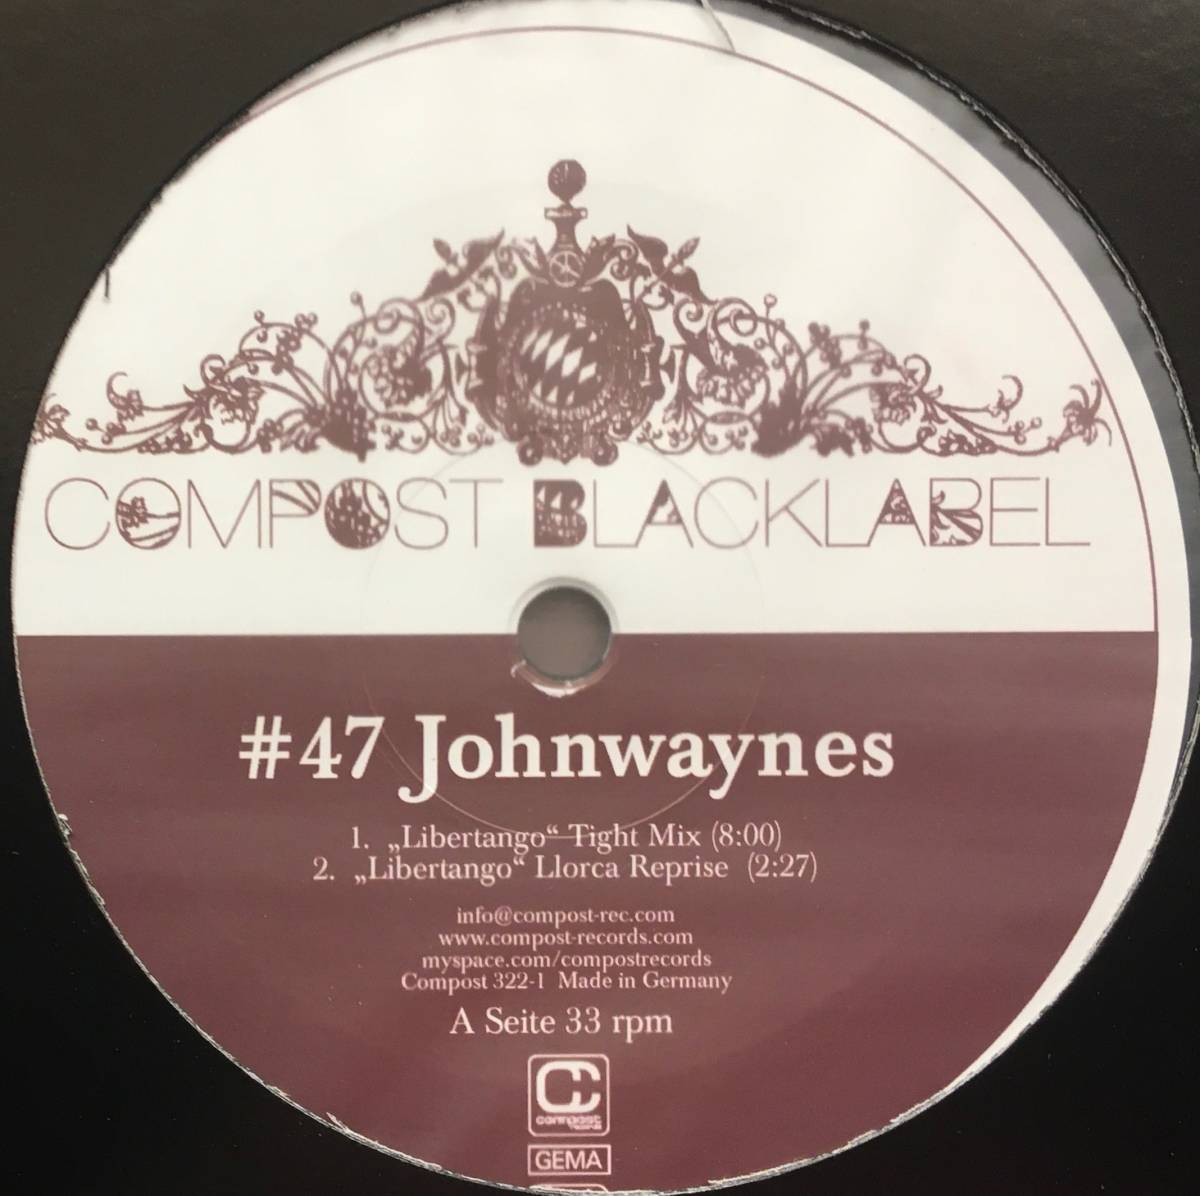 COMPOST BLACKLABEL
#47 Johnwaynes
1. „Libertango“ Tight Mix (8:00)
2. „Libertango“ Llorca Reprise (2:27)
info@compost-rec.com
www.compost-records.com
myspace.com/compostrecords
Compost 322-1 Made in Germany
A Seite 33 rpm
compost
records
GEMA